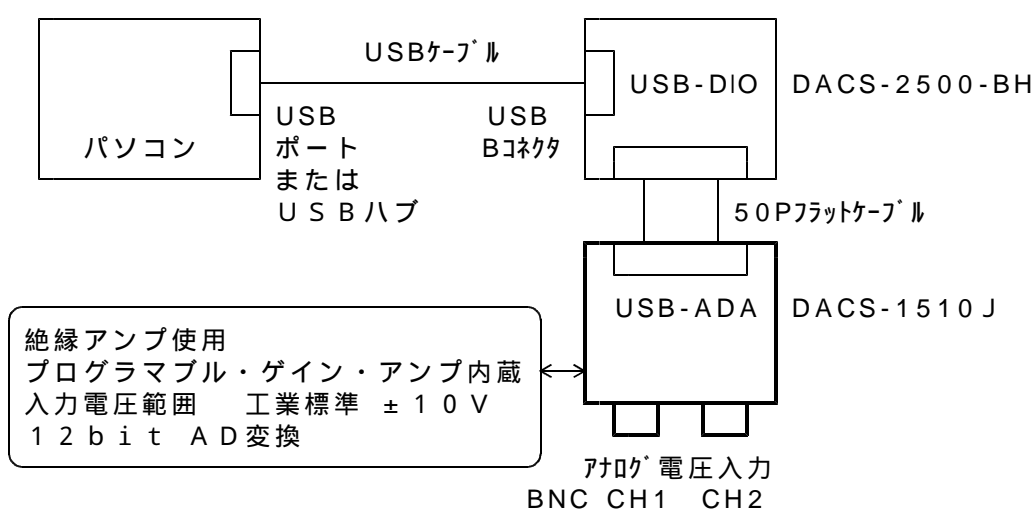 USBｹｰﾌﾞﾙ
USB-DIO
DACS-2500-BH
パソコン
USB
ポート
または
ＵＳＢハブ
USB
Bｺﾈｸﾀ
50Pﾌﾗｯﾄｹｰﾌﾞﾙ
USB-ADA
DACS-1510J
絶縁アンプ使用
プログラマブル・ゲイン・アンプ内蔵
入力電圧範囲　工業標準 ±10V
１２ｂｉｔ　ＡＤ変換
ｱﾅﾛｸﾞ電圧入力
BNC CH1 CH2